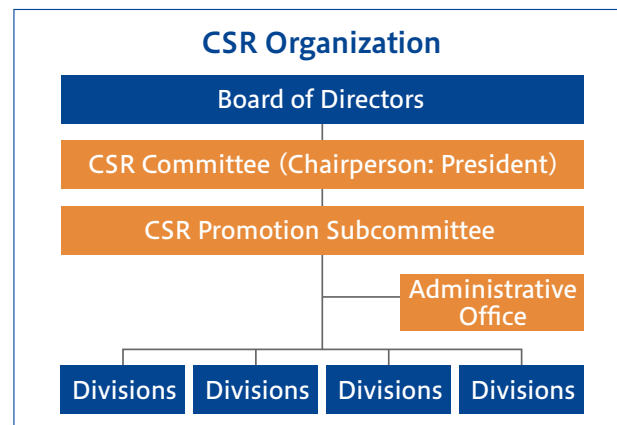 CSR Organization
Board of Directors
CSR Committee (Chairperson: President)
CSR Promotion Subcommittee
Administrative
Office
Divisions
Divisions
Divisions
Divisions